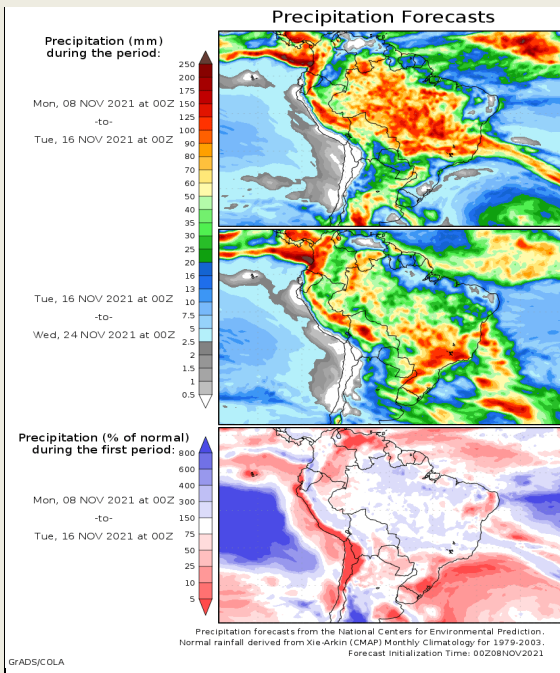 Precipitation Forecasts
Precipitation (mm)
during the period:
Mon, 08 NOV 2021 at 00Z
-to-
Tue, 16 NOV 2021 at 00Z
250
200
175
150
125
100
90
80
70
60
50
40
35
30
25
20
16
13
10
7.5
5
2.5
2
1.5
1
0.5
Tue, 16 NOV 2021 at 00Z
-to-
Wed, 24 NOV 2021 at 00Z
Precipitation (% of normal)
during the first period:
Mon, 08 NOV 2021 at 00Z
-to-
Tue, 16 NOV 2021 at 00Z
800
600
400
300
150
75
50
25
10
5
Precipitation forecasts from the National Centers for Environmental Prediction.
Normal rainfall derived from Xie-Arkin (CMAP) Monthly Climatology for 1979-2003.
Forecast Initialization Time: 00Z08NOV2021
GrADS/COLA